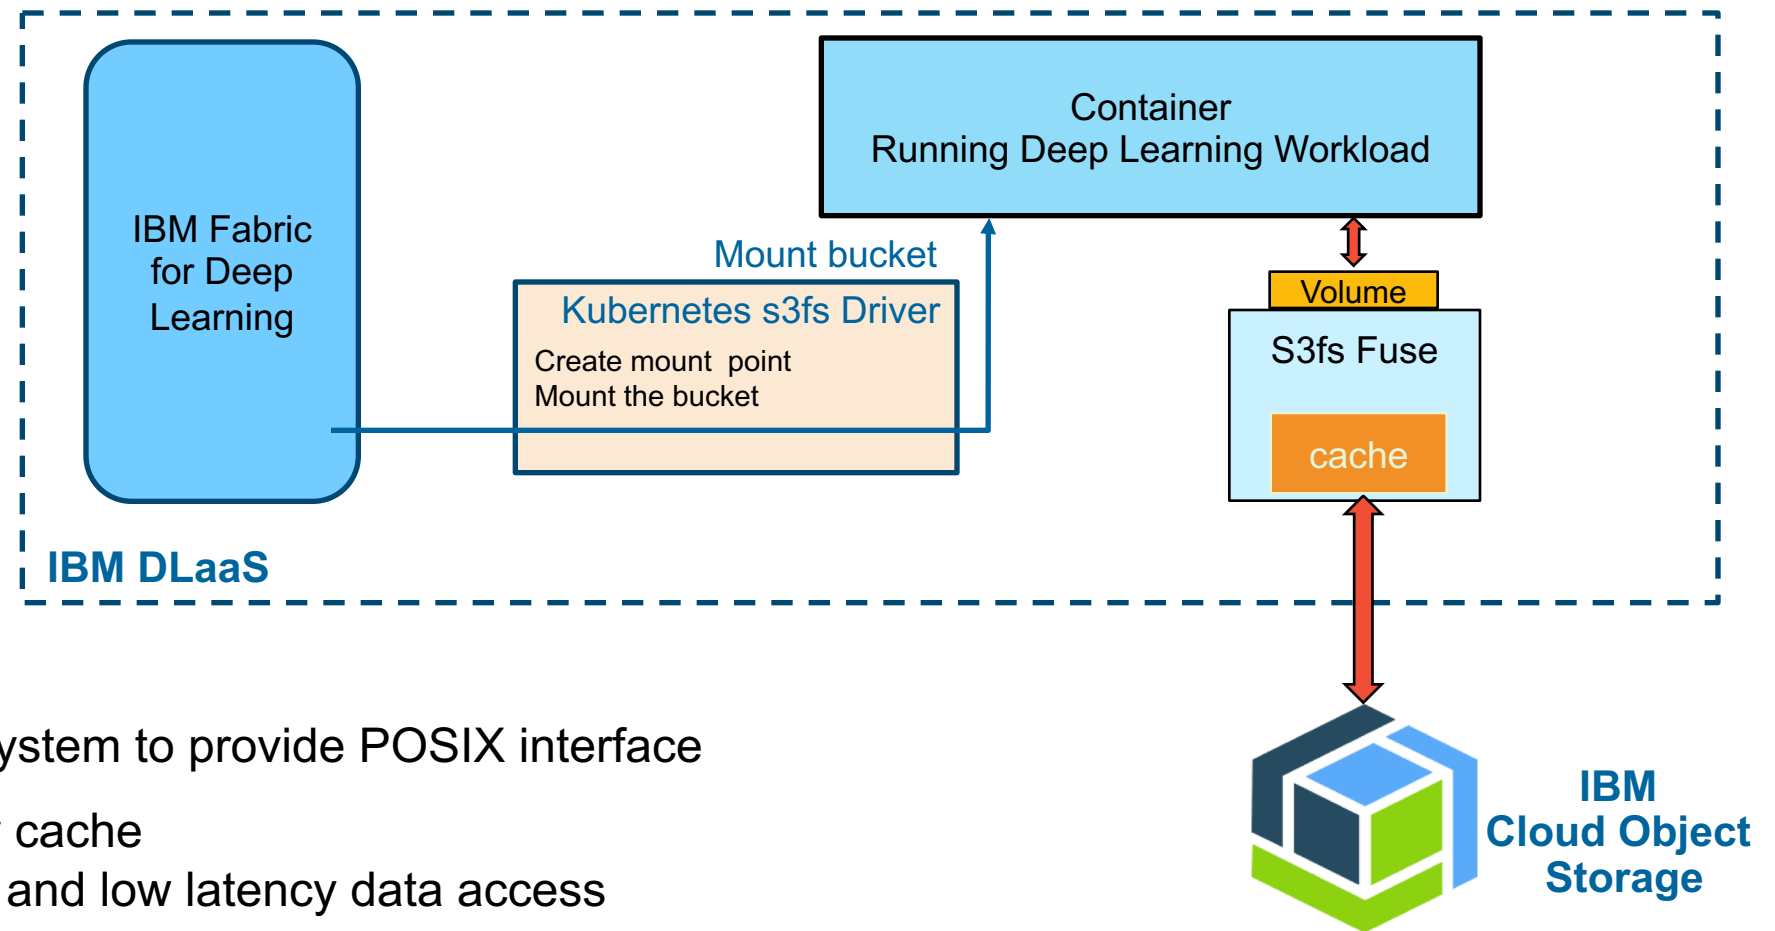 IBM Fabric
for Deep
Learning
Container
Running Deep Learning Workload
Mount bucket
Kubernetes s3fs Driver
Create mount point
Mount the bucket
Volume
S3fs Fuse
cache
IBM DLaaS
to provide POSIX interface
cache
and low latency data access
IBM
Cloud Object
Storage